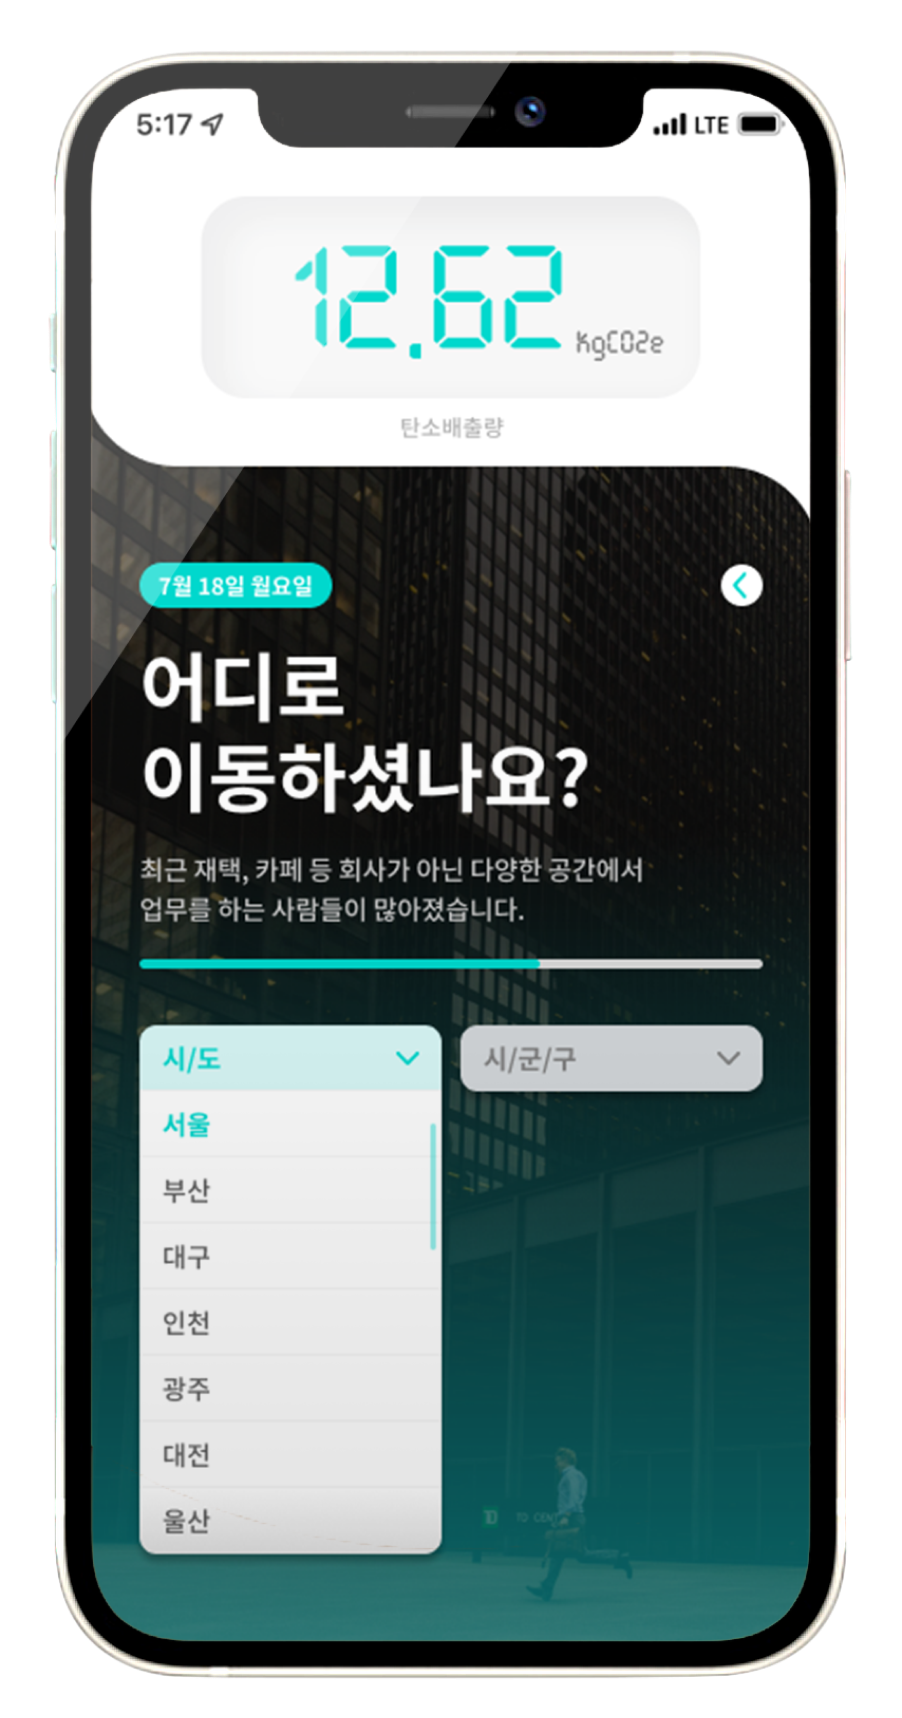 5:17
LTE
12.62 kgCO2e
탄소배출량
7월 18일 월요일
어디로
이동하셨나요?
최근 재택, 카페 등 회사가 아닌 다양한 공간에서
업무를 하는 사람들이 많아졌습니다.
시/도
시/군/구
서울
부산
대구
인천
광주
대전
울산
TD CENT